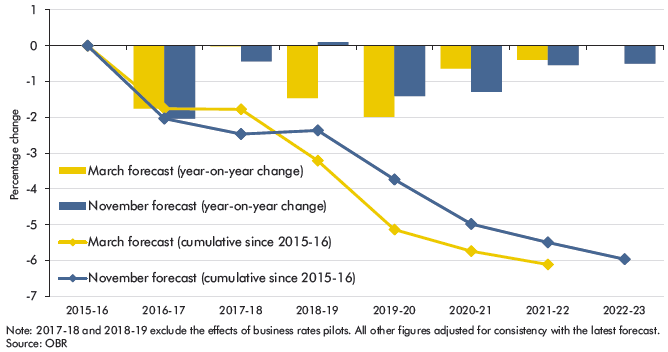 1
0
-1
-2
-3
-4
-5
-6
-7
Percentage change
March forecast (year-on-year change)
November forecast (year-on-year change)
March forecast (cumulative since 2015-16)
November forecast (cumulative since 2015-16)
2015-16 2016-17 2017-18 2018-19 2019-20 2020-21 2021-22 2022-23
Note: 2017-18 and 2018-19 exclude the effects of business rates pilots. All other figures adjusted for consistency with the latest forecast.
Source: OBR